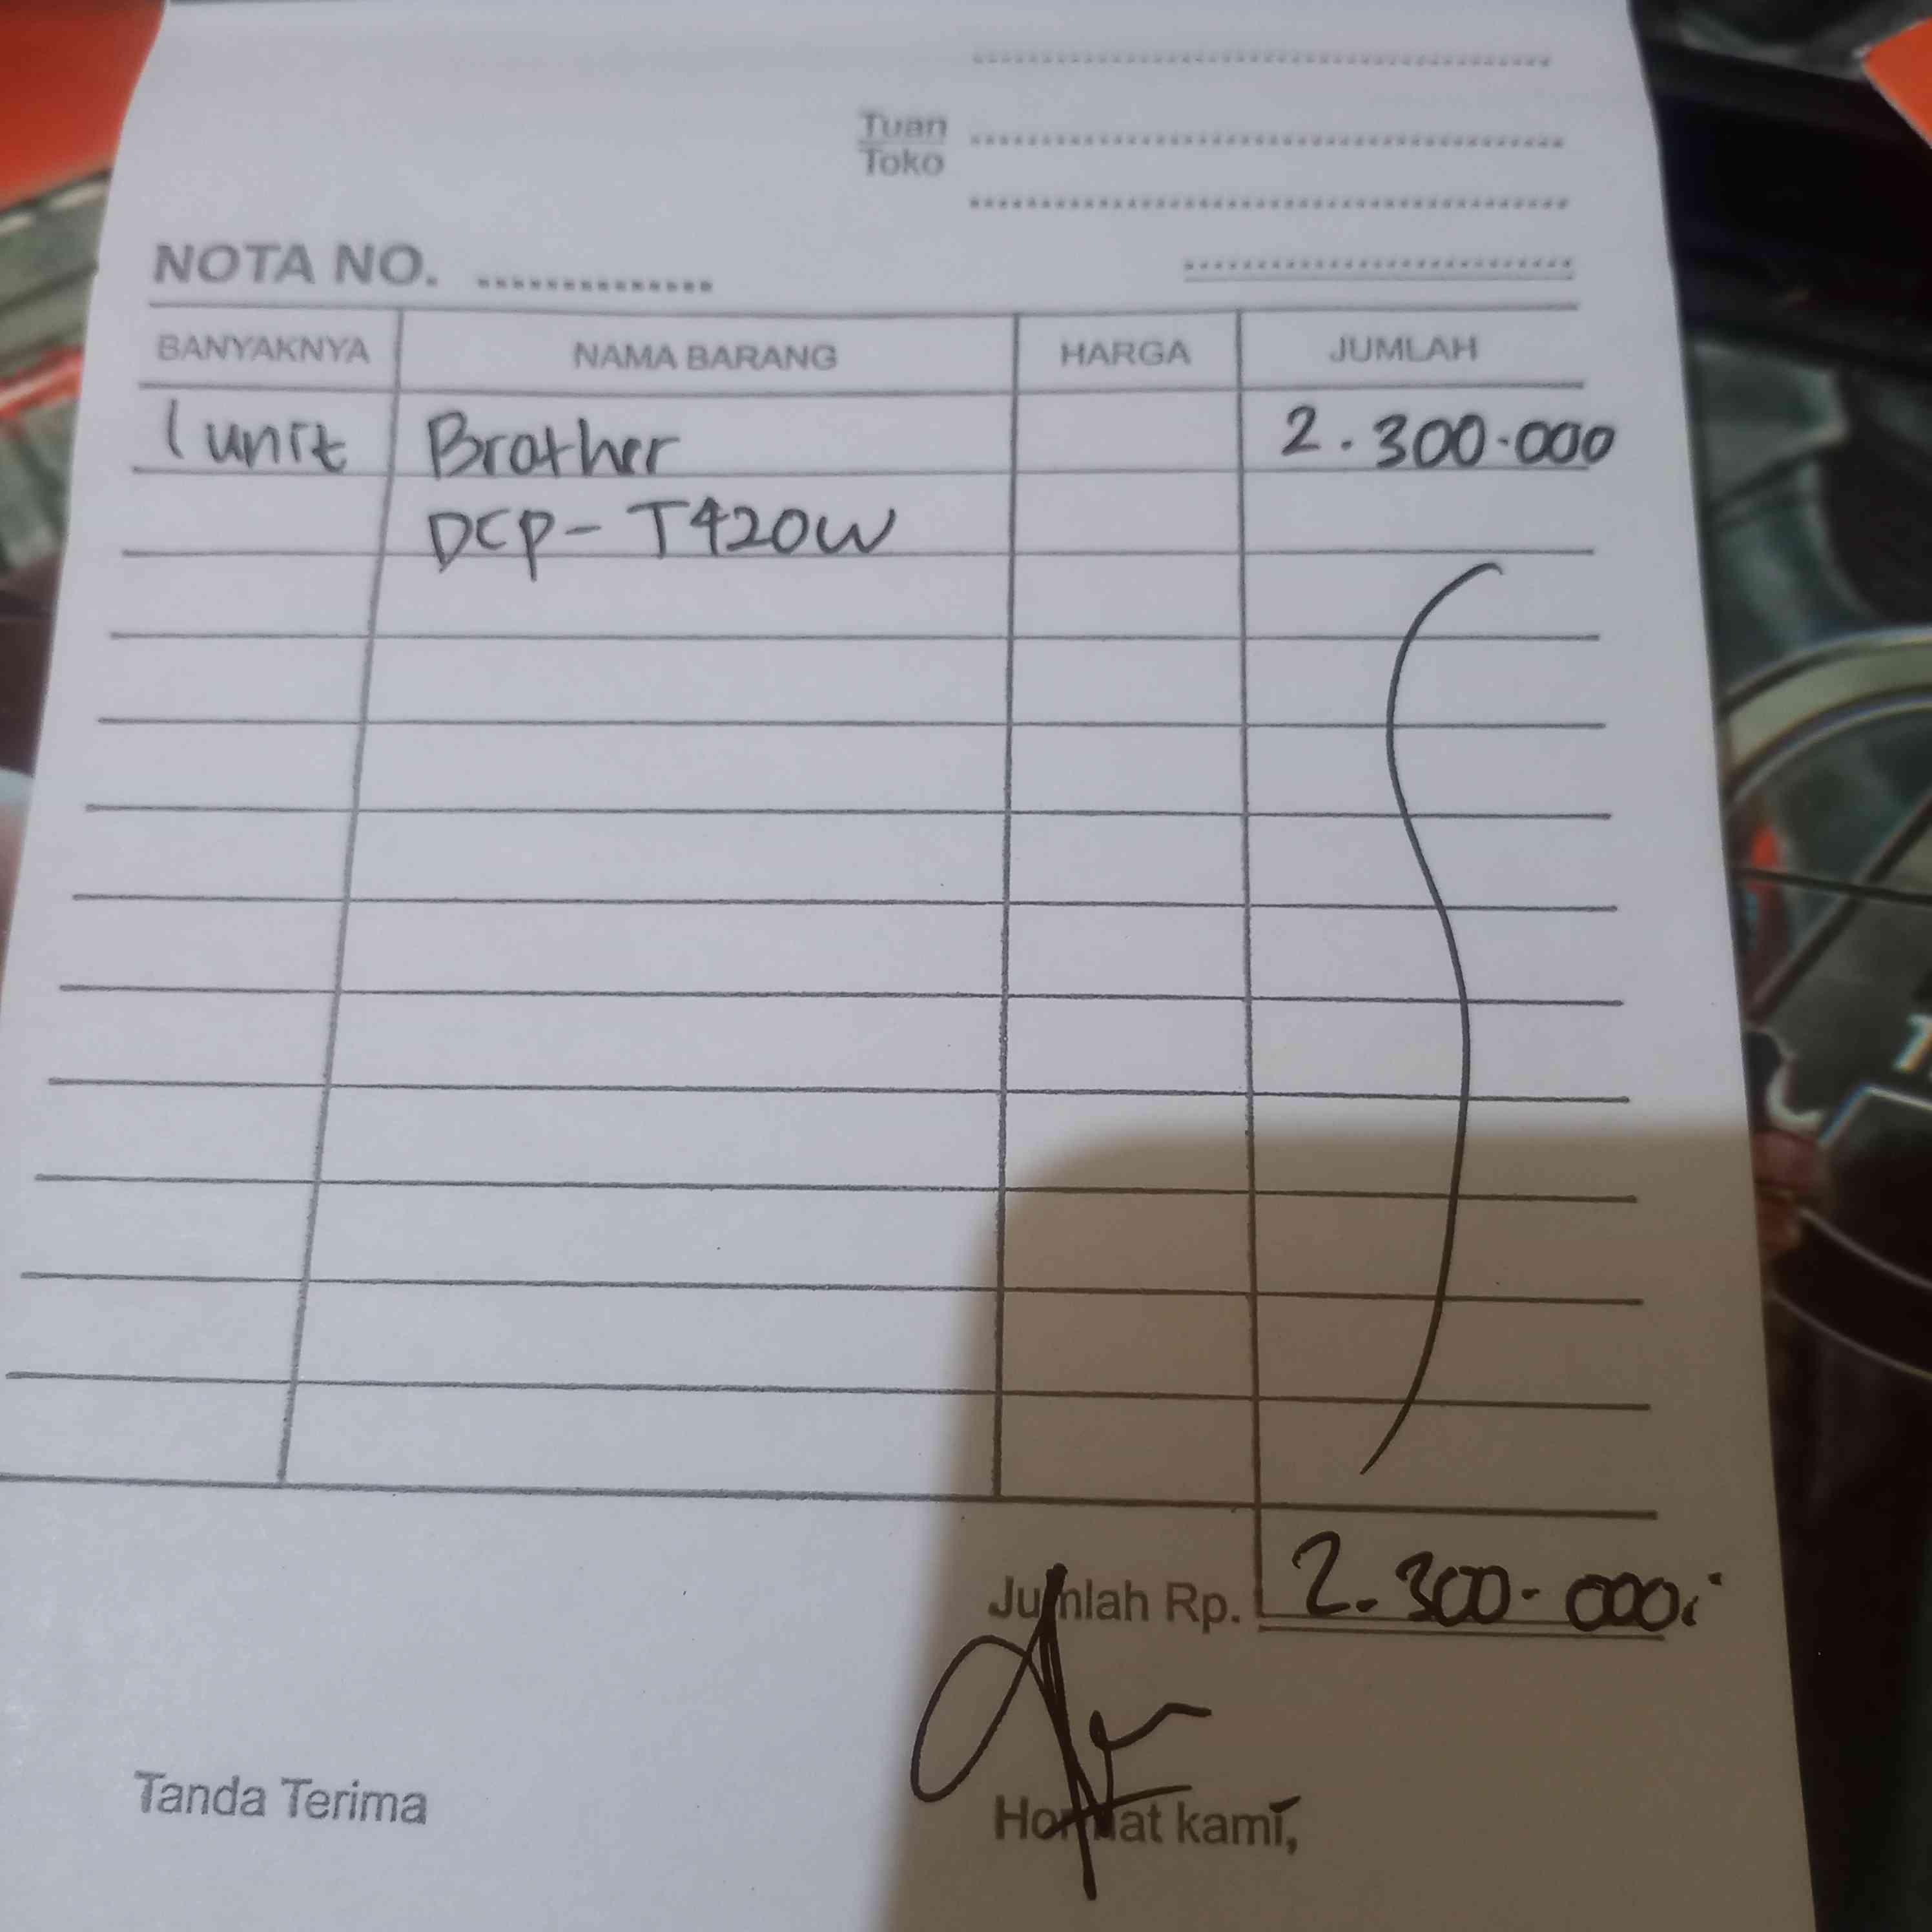 Tuan
Toko
NOTA NO.
BANYAKNYA NAMA BARANG HARGA JUMLAH
1 unit Brother 2.300.000
DCP-T420W
Jumlah Rp. 2.300.000
Tanda Terima Hormat kami,